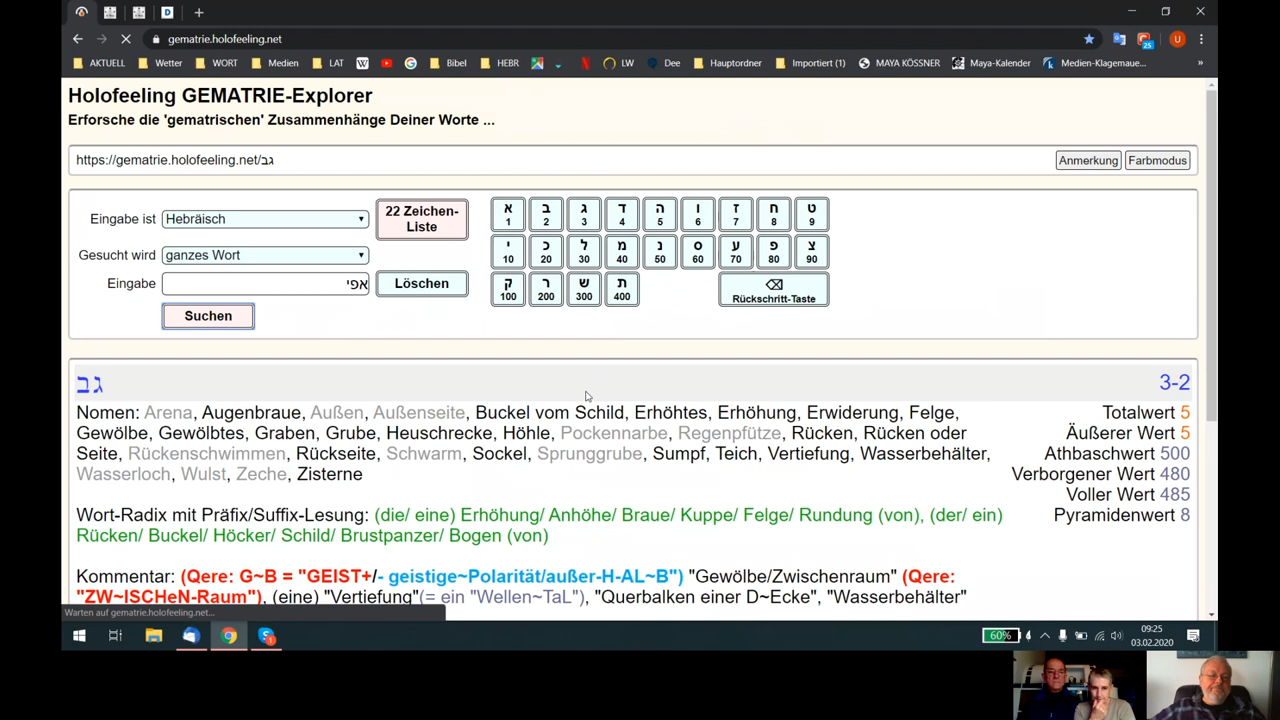 gematrie.holofeeling.net
U
25
AKTUELL Wetter WORT Medien LAT W Bibel HEBR LW Dee Hauptordner Importiert (1) MAYA KÖSSNER Maya-Kalender Medien-Klagemaue... »
Holofeeling GEMATRIE-Explorer
Erforsche die 'gematrischen' Zusammenhänge Deiner Worte ...
https://gematrie.holofeeling.net/גב
Anmerkung Farbmodus
Eingabe ist Hebräisch
22 Zeichen-
Liste
Gesucht wird ganzes Wort
Eingabe אפי Löschen
Suchen
א ב ג ד ה ו ז ח ט
1 2 3 4 5 6 7 8 9
י כ ל מ נ ס ע פ צ
10 20 30 40 50 60 70 80 90
ק ר ש ת
100 200 300 400
Rückschritt-Taste
גב 3-2
Nomen: Arena, Augenbraue, Außen, Außenseite, Buckel vom Schild, Erhöhtes, Erhöhung, Erwiderung, Felge,
Gewölbe, Gewölbtes, Graben, Grube, Heuschrecke, Höhle, Pockennarbe, Regenpfütze, Rücken, Rücken oder
Seite, Rückenschwimmen, Rückseite, Schwarm, Sockel, Sprunggrube, Sumpf, Teich, Vertiefung, Wasserbehälter,
Wasserloch, Wulst, Zeche, Zisterne
Totalwert 5
Äußerer Wert 5
Athbaschwert 500
Verborgener Wert 480
Voller Wert 485
Pyramidenwert 8
Wort-Radix mit Präfix/Suffix-Lesung: (die/ eine) Erhöhung/ Anhöhe/ Braue/ Kuppe/ Felge/ Rundung (von), (der/ ein)
Rücken/ Buckel/ Höcker/ Schild/ Brustpanzer/ Bogen (von)
Kommentar: (Qere: G~B = "GEIST+/- geistige~Polarität/außer-H-AL~B") "Gewölbe/Zwischenraum" (Qere:
"ZW~ISCHeN-Raum"), (eine) "Vertiefung"(= ein "Wellen~TaL"), "Querbalken einer D~Ecke", "Wasserbehälter"
Warten auf gematrie.holofeeling.net...
60%
09:25
03.02.2020